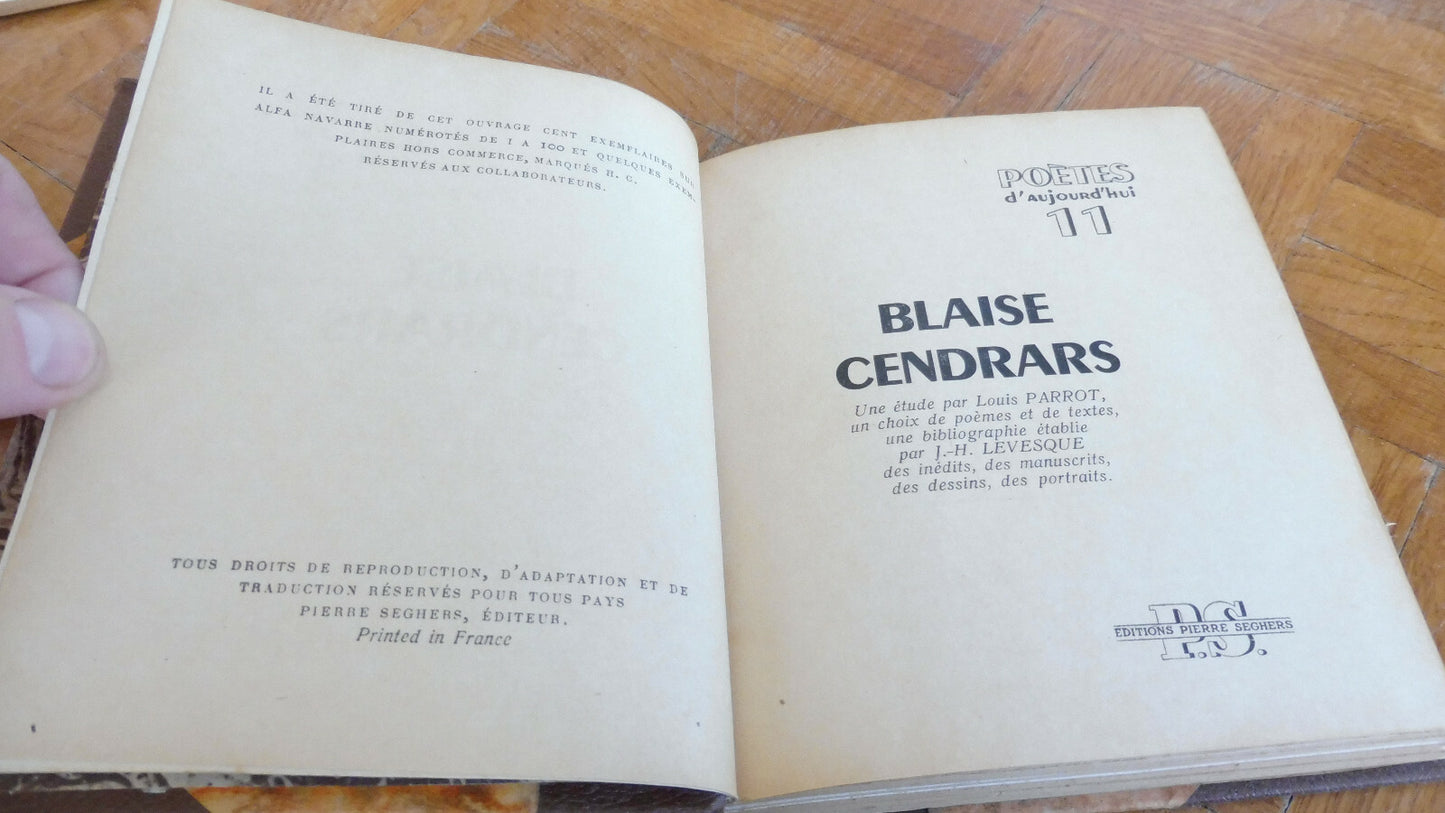 IL A ÉTÉ TIRÉ DE CET OUVRAGE CENT EXEMPLAIRES SUR
ALFA NAVARRE NUMÉROTÉS DE I A 100 ET QUELQUES EXEM-
PLAIRES HORS COMMERCE, MARQUÉS H. C.
RÉSERVÉS AUX COLLABORATEURS.
TOUS DROITS DE REPRODUCTION, D'ADAPTATION ET DE
TRADUCTION RÉSERVÉS POUR TOUS PAYS
PIERRE SEGHERS, ÉDITEUR.
Printed in France
POÈTES
d'aujourd'hui
11
BLAISE
CENDRARS
Une étude par Louis PARROT,
un choix de poèmes et de textes,
une bibliographie établie
par J.-H. LEVESQUE
des inédits, des manuscrits,
des dessins, des portraits.
P.S.
EDITIONS PIERRE SEGHERS